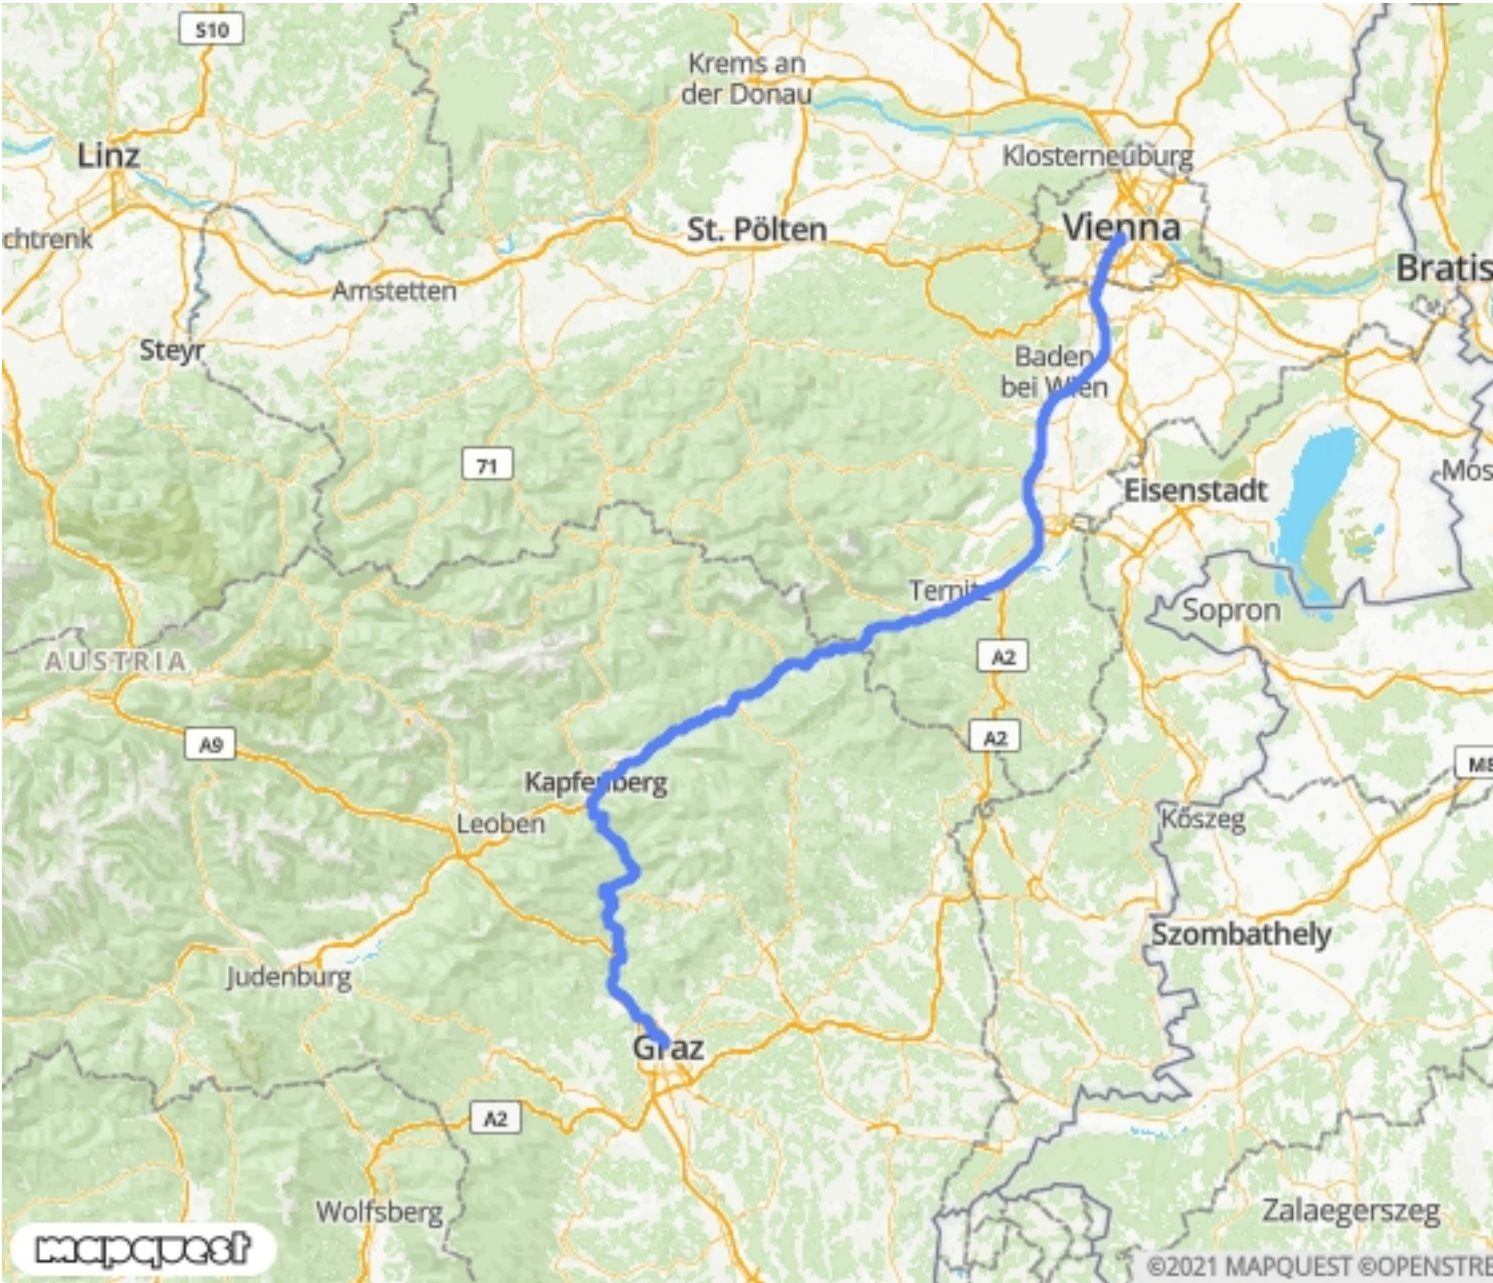 S10
Krems an
der Donau
Linz
Klosterneuburg
chtrenk
St. Pölten
Vienna
Bratis
Amstetten
Steyr
Baden
bei Wien
71
Mos
Eisenstadt
Ternitz
Sopron
AUSTRIA
A2
A9
A2
M8
Kapfenberg
Leoben
Kőszeg
Szombathely
Judenburg
Graz
A2
Wolfsberg
Zalaegerszeg
mapquest
©2021 MAPQUEST ©OPENSTRE